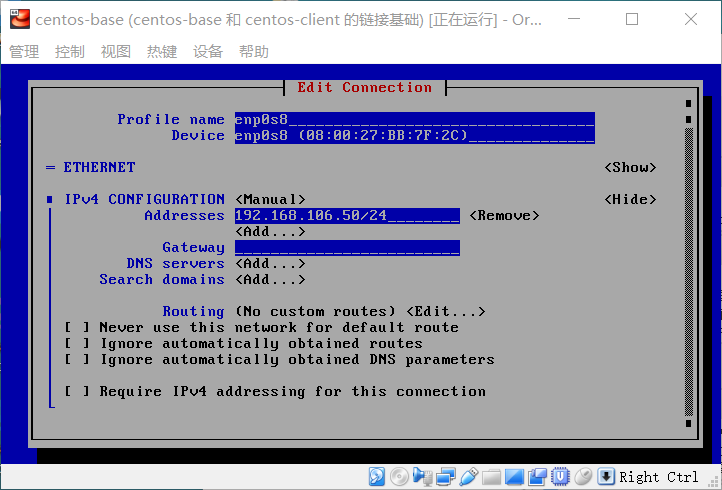 centos-base (centos-base 和 centos-client 的链接基础) [正在运行] - Or...
管理 控制 视图 热键 设备 帮助
Edit Connection
Profile name enp0s8
Device enp0s8 (08:00:27:BB:7F:2C)
= ETHERNET <Show>
IPv4 CONFIGURATION <Manual> <Hide>
Addresses 192.168.106.50/24 <Remove>
<Add...>
Gateway
DNS servers <Add...>
Search domains <Add...>
Routing (No custom routes) <Edit...>
[ ] Never use this network for default route
[ ] Ignore automatically obtained routes
[ ] Ignore automatically obtained DNS parameters
[ ] Require IPv4 addressing for this connection
Right Ctrl